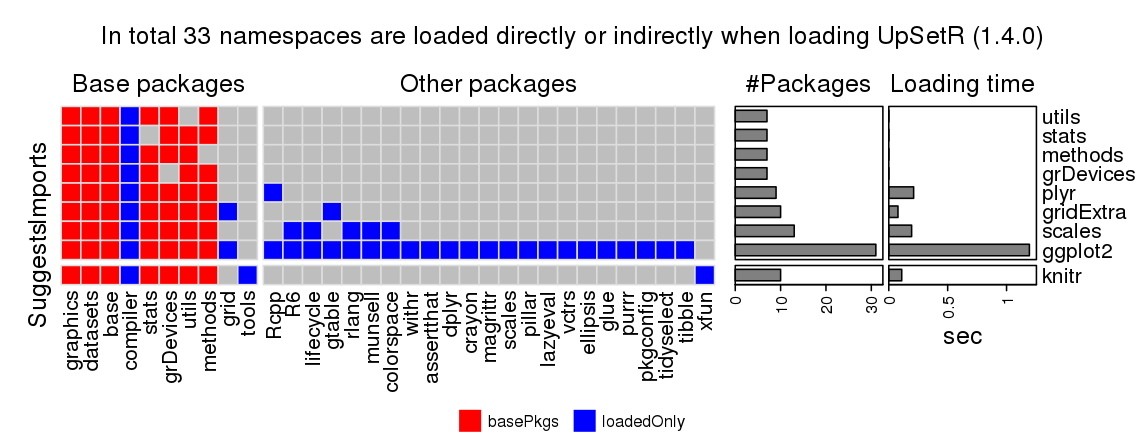 In total 33 namespaces are loaded directly or indirectly when loading UpSetR (1.4.0)
Base packages
Other packages
#Packages
Loading time
Imports
Suggests
utils
stats
methods
grDevices
plyr
gridExtra
scales
ggplot2
knitr
graphics
datasets
base
compiler
stats
grDevices
utils
methods
grid
tools
Rcpp
R6
lifecycle
gtable
rlang
munsell
colorspace
withr
assertthat
dplyr
crayon
magrittr
scales
pillar
lazyeval
vctrs
ellipsis
glue
purrr
pkgconfig
tidyselect
tibble
xfun
0
10
20
30
0
0.5
1
sec
basePkgs
loadedOnly